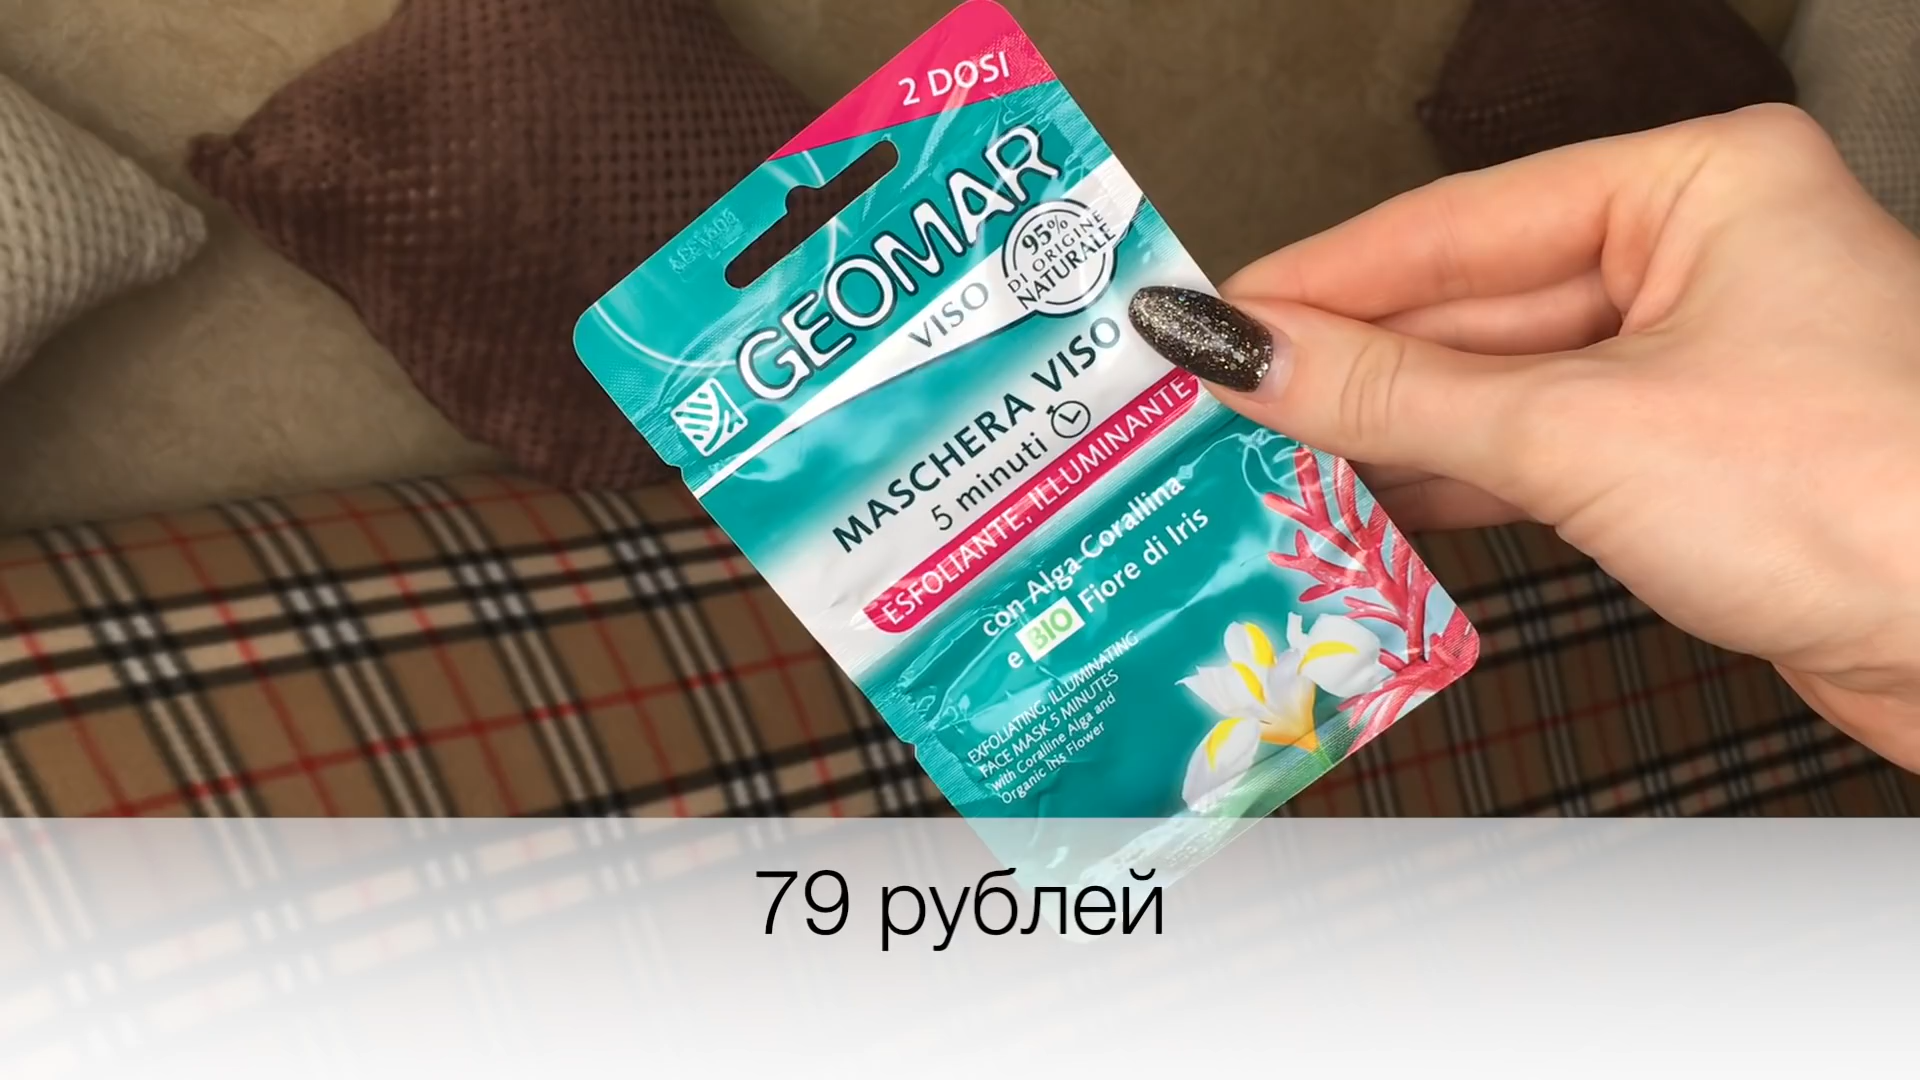 2 DOSI
GEOMAR
VISO
95%
DI ORIGINE
NATURALE
MASCHERA VISO
5 minuti
ESFOLIANTE, ILLUMINANTE
con Alga Corallina
e BIO Fiore di Iris
EXFOLIATING, ILLUMINATING
FACE MASK 5 MINUTES
with Coralline Alga and
Organic Iris Flower
79 рублей